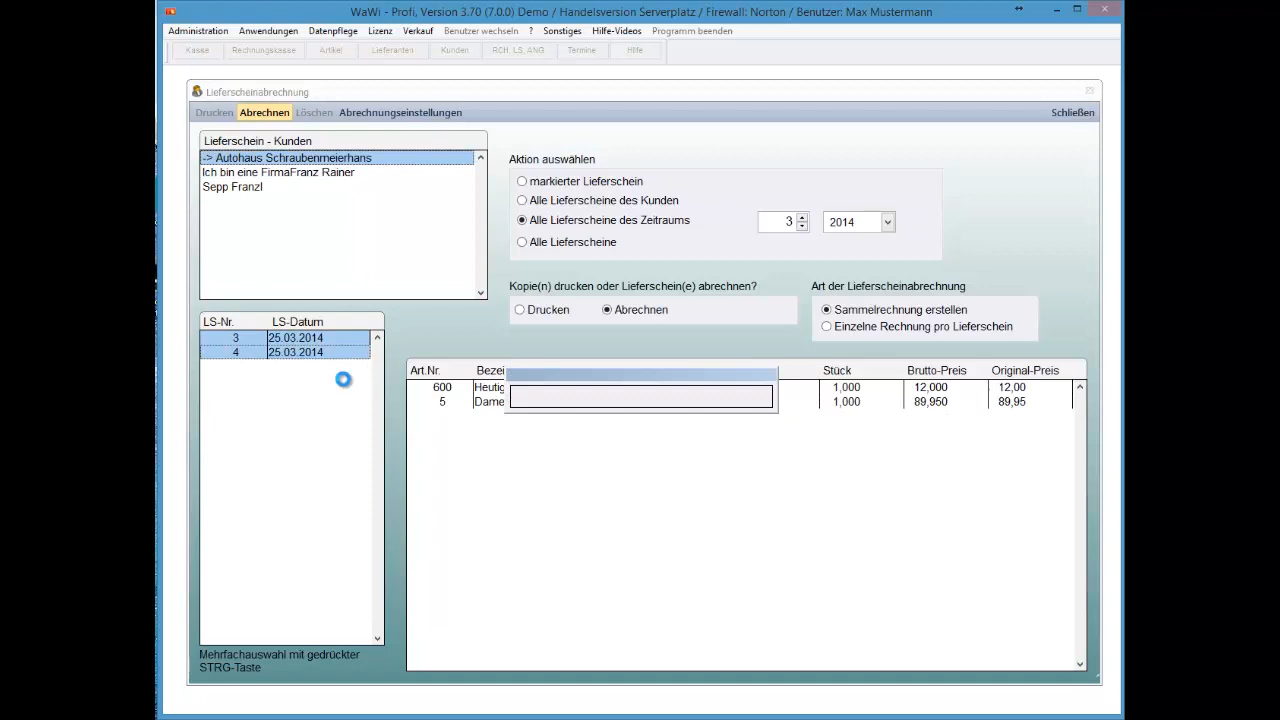 WaWi - Profi, Version 3.70 (7.0.0) Demo / Handelsversion Serverplatz / Firewall: Norton / Benutzer: Max Mustermann
Administration Anwendungen Datenpflege Lizenz Verkauf Benutzer wechseln ? Sonstiges Hilfe-Videos Programm beenden
Kasse Rechnungskasse Artikel Lieferanten Kunden RCH, LS, ANG Termine Hilfe
Lieferscheinabrechnung
Drucken Abrechnen Löschen Abrechnungseinstellungen Schließen
Lieferschein - Kunden
-> Autohaus Schraubenmeierhans
Ich bin eine FirmaFranz Rainer
Sepp Franzl
Aktion auswählen
markierter Lieferschein
Alle Lieferscheine des Kunden
Alle Lieferscheine des Zeitraums 3 2014
Alle Lieferscheine
Kopie(n) drucken oder Lieferschein(e) abrechnen?
Drucken Abrechnen
Art der Lieferscheinabrechnung
Sammelrechnung erstellen
Einzelne Rechnung pro Lieferschein
LS-Nr. LS-Datum
3 25.03.2014
4 25.03.2014
Mehrfachauswahl mit gedrückter
STRG-Taste
Art.Nr. Bezei Stück Brutto-Preis Original-Preis
600 Heutig 1,000 12,000 12,00
5 Dame 1,000 89,950 89,95